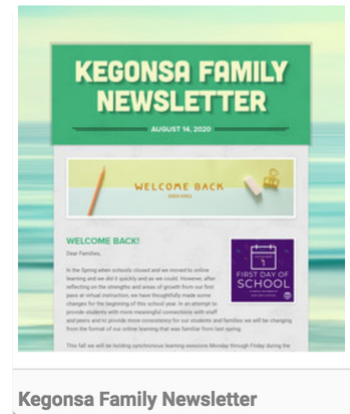 KEGONSA FAMILY
NEWSLETTER
AUGUST 14, 2020
WELCOME BACK
WELCOME BACK!
Dear Families,
FIRST DAY OF
SCHOOL
In the Spring when schools closed and we moved to online
learning and we did it quickly and as we could. However, after
reflecting on the strengths and areas of growth from our first
pass at virtual instruction, we have thoughtfully made some
changes for the beginning of this school year. In an attempt to
provide students with more meaningful connections with staff
and peers and to provide more consistency for our students and families we will be changing
from the format of our online learning that was familiar from last spring.
This fall we will be holding synchronous learning sessions Monday through Friday during the
Kegonsa Family Newsletter